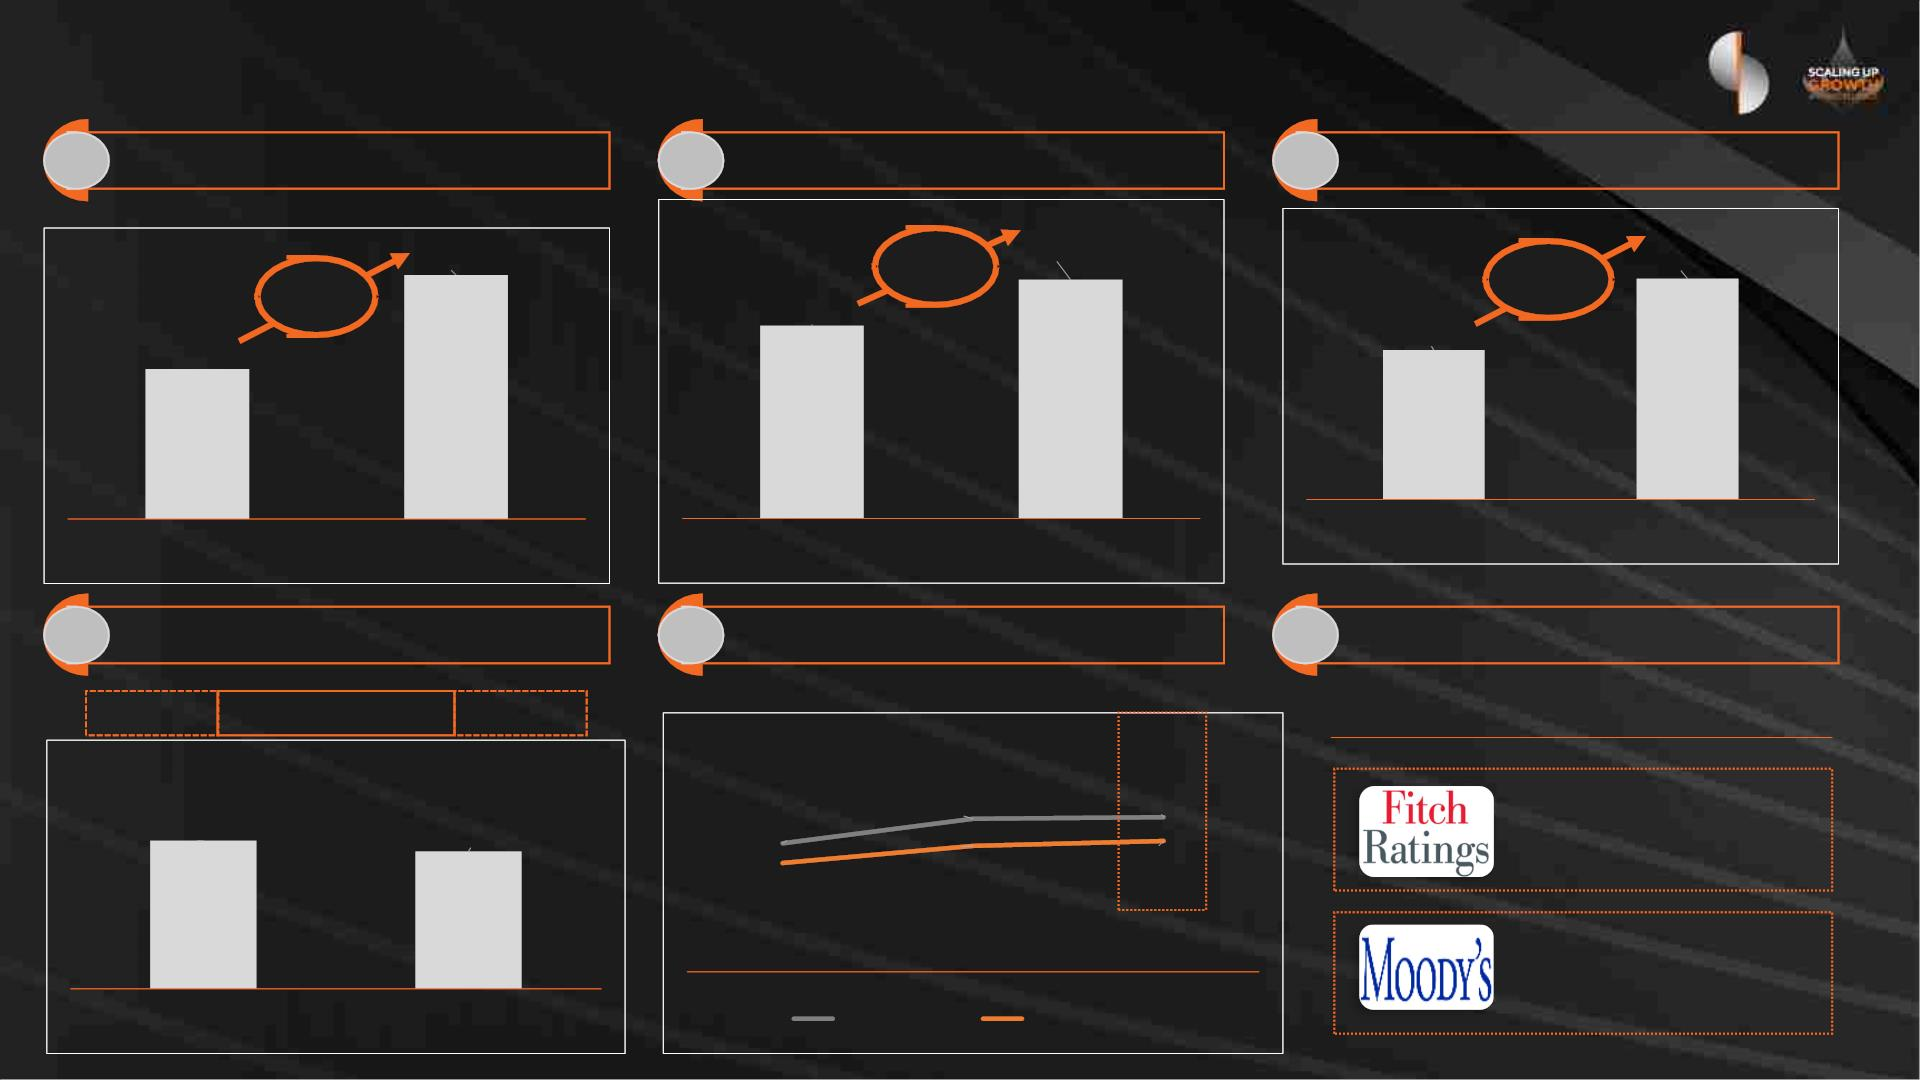 SCALING UP
GROWTH
Fitch
Ratings
MOODY'S